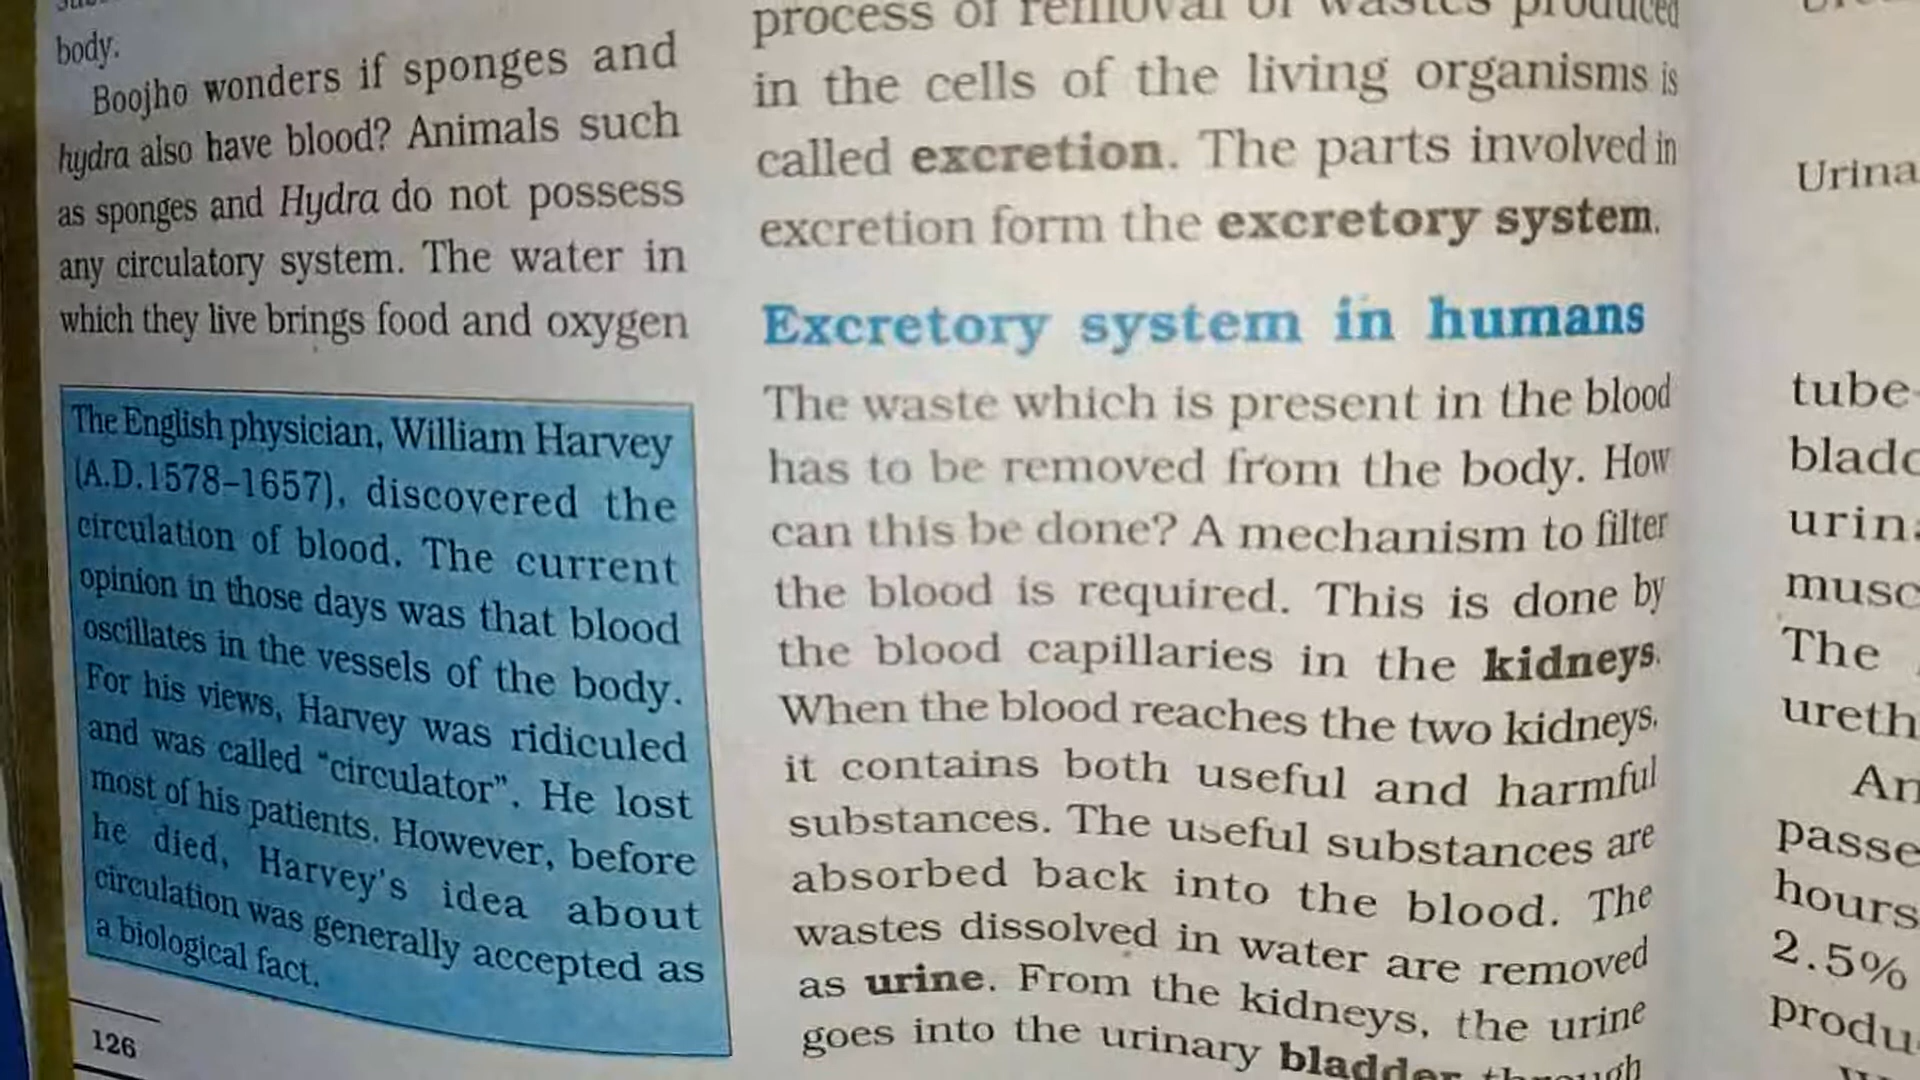 body.
Boojho wonders if sponges and
hydra also have blood? Animals such
as sponges and Hydra do not possess
any circulatory system. The water in
which they live brings food and oxygen
The English physician, William Harvey
(A.D.1578–1657), discovered the
circulation of blood. The current
opinion in those days was that blood
oscillates in the vessels of the body.
For his views, Harvey was ridiculed
and was called "circulator". He lost
most of his patients. However, before
he died, Harvey's idea about
circulation was generally accepted as
a biological fact.
126
process of removal of wastes produced
in the cells of the living organisms is
called excretion. The parts involved in
excretion form the excretory system.
Excretory system in humans
The waste which is present in the blood
has to be removed from the body. How
can this be done? A mechanism to filter
the blood is required. This is done by
the blood capillaries in the kidneys.
When the blood reaches the two kidneys,
it contains both useful and harmful
substances. The useful substances are
absorbed back into the blood. The
wastes dissolved in water are removed
as urine. From the kidneys, the urine
goes into the urinary bladder through
Urina
tube-
bladd
urina
musc
The
ureth
An
passe
hours
2.5%
produ